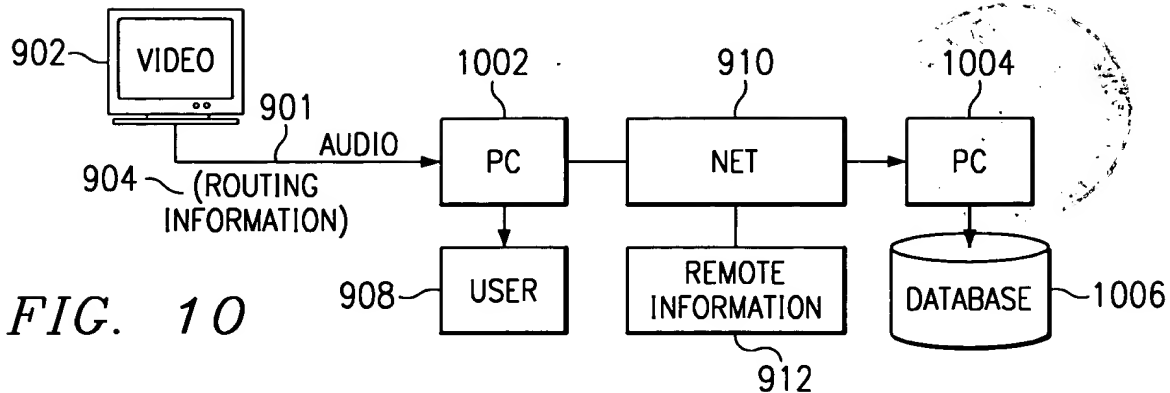 902
VIDEO
901
AUDIO
904
(ROUTING
INFORMATION)
1002
PC
910
NET
1004
PC
908
USER
REMOTE
INFORMATION
912
DATABASE
1006
FIG. 10